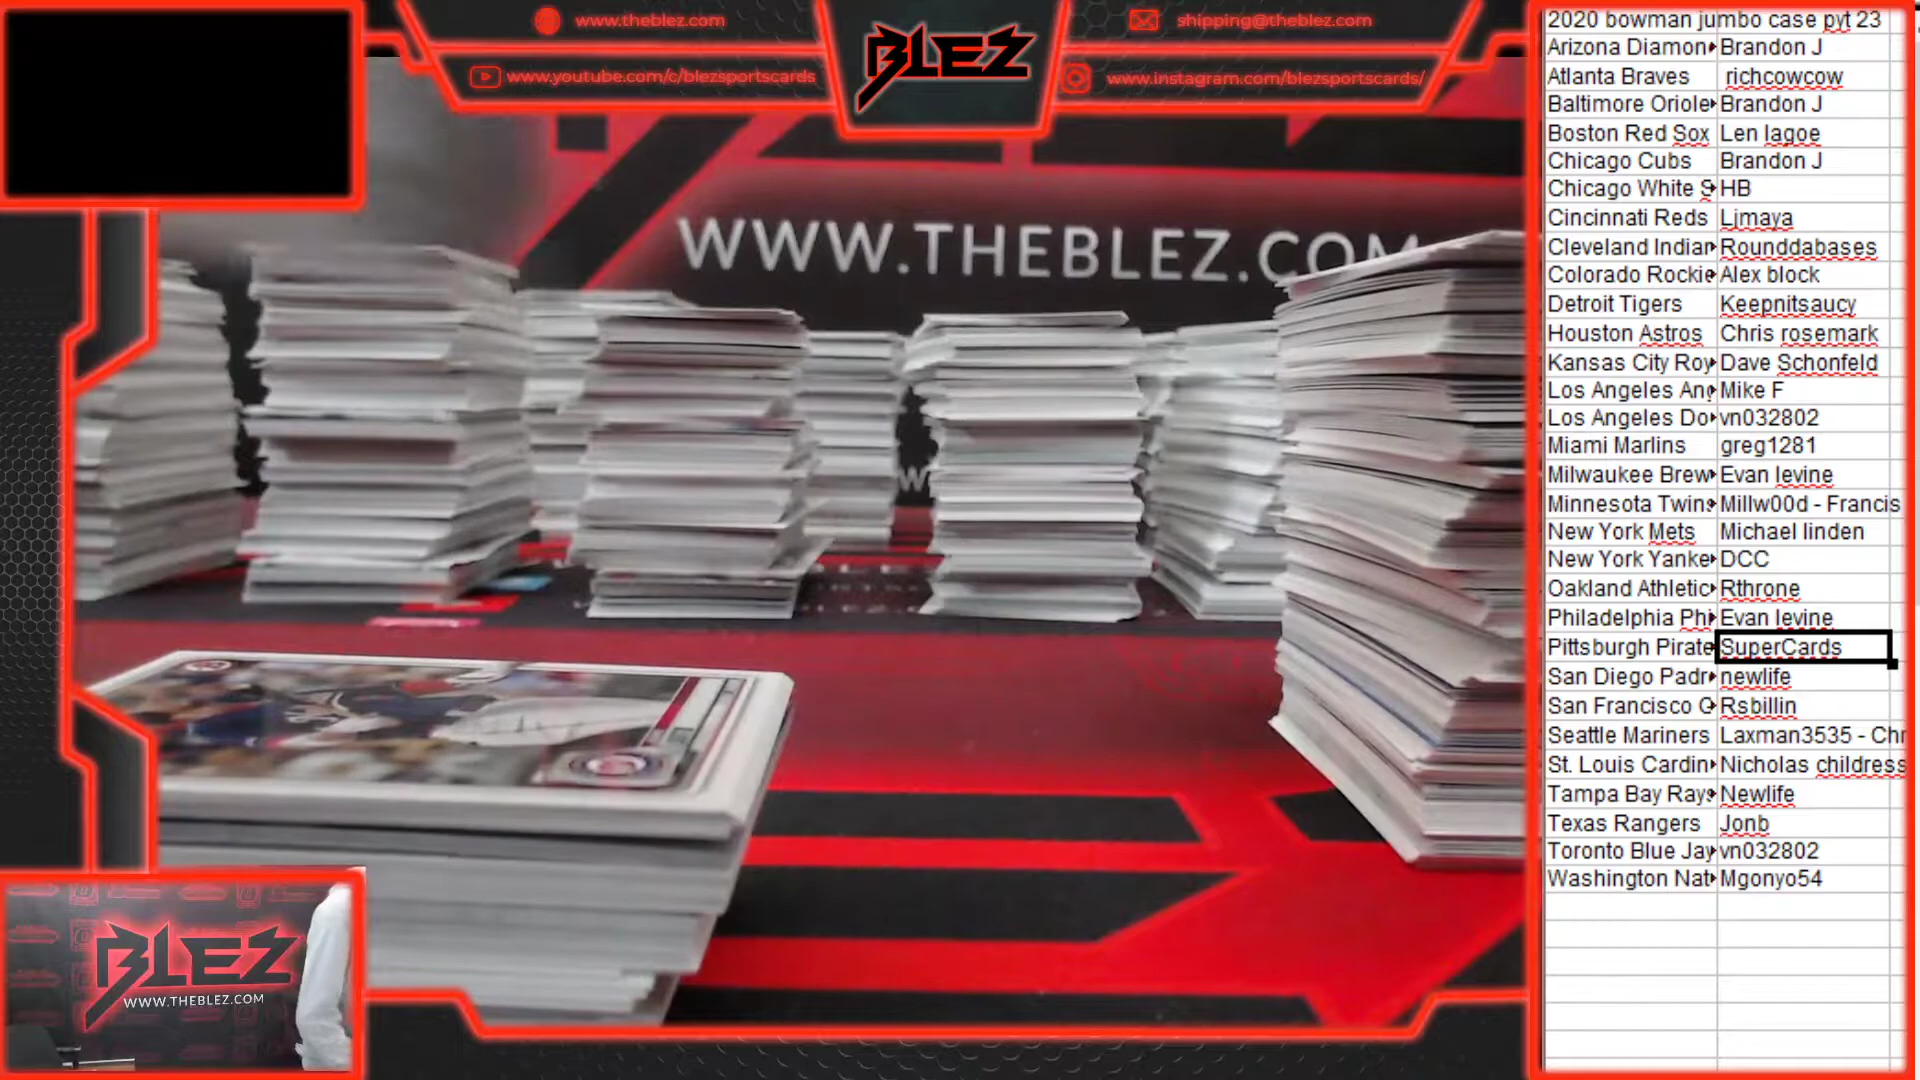 www.theblez.com
shipping@theblez.com
BLEZ
www.youtube.com/c/blezsportscards
www.instagram.com/blezsportscards/
WWW.THEBLEZ.COM
BLEZ
WWW.THEBLEZ.COM
2020 bowman jumbo case pyt 23
Arizona Diamon Brandon J
Atlanta Braves richcowcow
Baltimore Oriole Brandon J
Boston Red Sox Len lagoe
Chicago Cubs Brandon J
Chicago White S HB
Cincinnati Reds Ljmaya
Cleveland Indian Rounddabases
Colorado Rockie Alex block
Detroit Tigers Keepnitsaucy
Houston Astros Chris rosemark
Kansas City Roy Dave Schonfeld
Los Angeles Ang Mike F
Los Angeles Do vn032802
Miami Marlins greg1281
Milwaukee Brew Evan levine
Minnesota Twins Millw00d - Francis
New York Mets Michael linden
New York Yanke DCC
Oakland Athletic Rthrone
Philadelphia Phi Evan levine
Pittsburgh Pirate SuperCards
San Diego Padr newlife
San Francisco G Rsbillin
Seattle Mariners Laxman3535 - Chr
St. Louis Cardin Nicholas childress
Tampa Bay Rays Newlife
Texas Rangers Jonb
Toronto Blue Jay vn032802
Washington Nat Mgonyo54